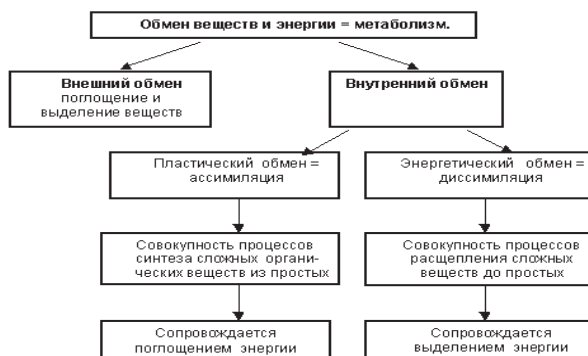 Обмен веществ и энергии = метаболизм.
Внешний обмен
поглощение и
выделение веществ
Внутренний обмен
Пластический обмен =
ассимиляция
Энергетический обмен =
диссимиляция
Совокупность процессов
синтеза сложных органи-
ческих веществ из простых
Совокупность процессов
расщепления сложных
веществ до простых
Сопровождается
поглощением энергии
Сопровождается
выделением энергии